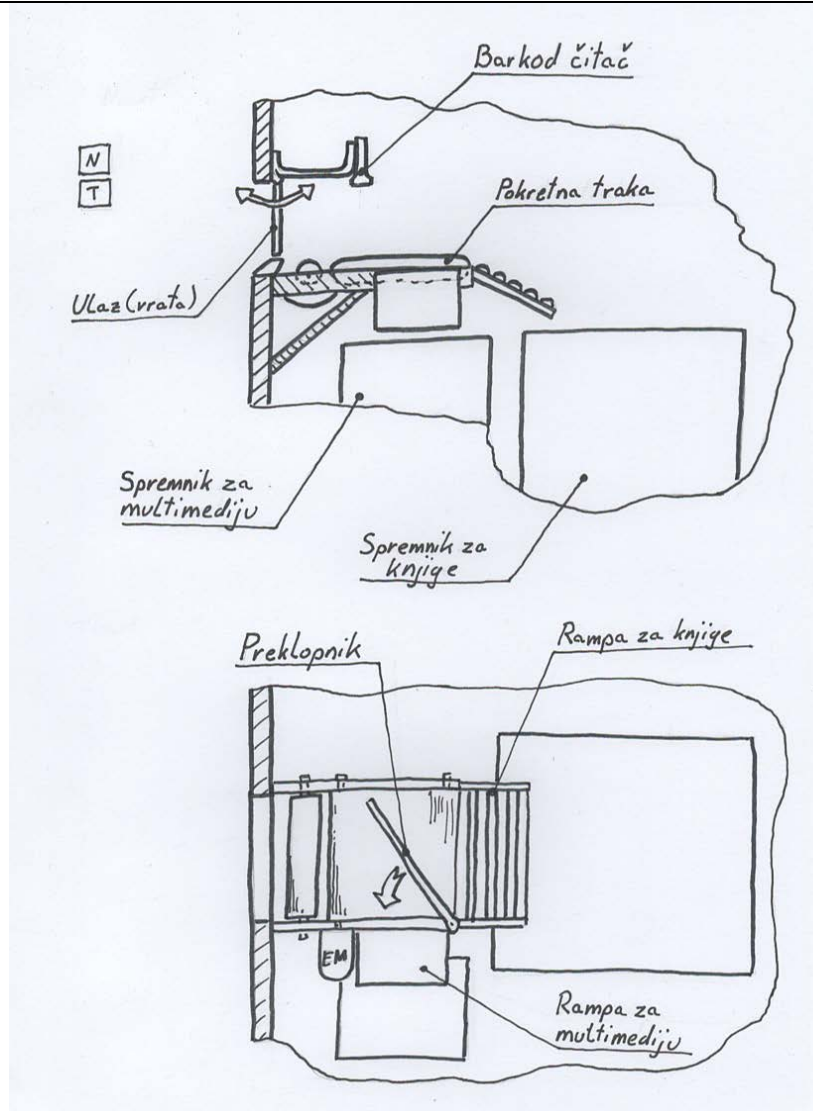 Barkod čitač
N
T
Pokretna traka
Ulaz (vrata)
Spremnik za
multimediju
Spremnik za
knjige
Preklopnik
Rampa za knjige
EM
Rampa za
multimediju